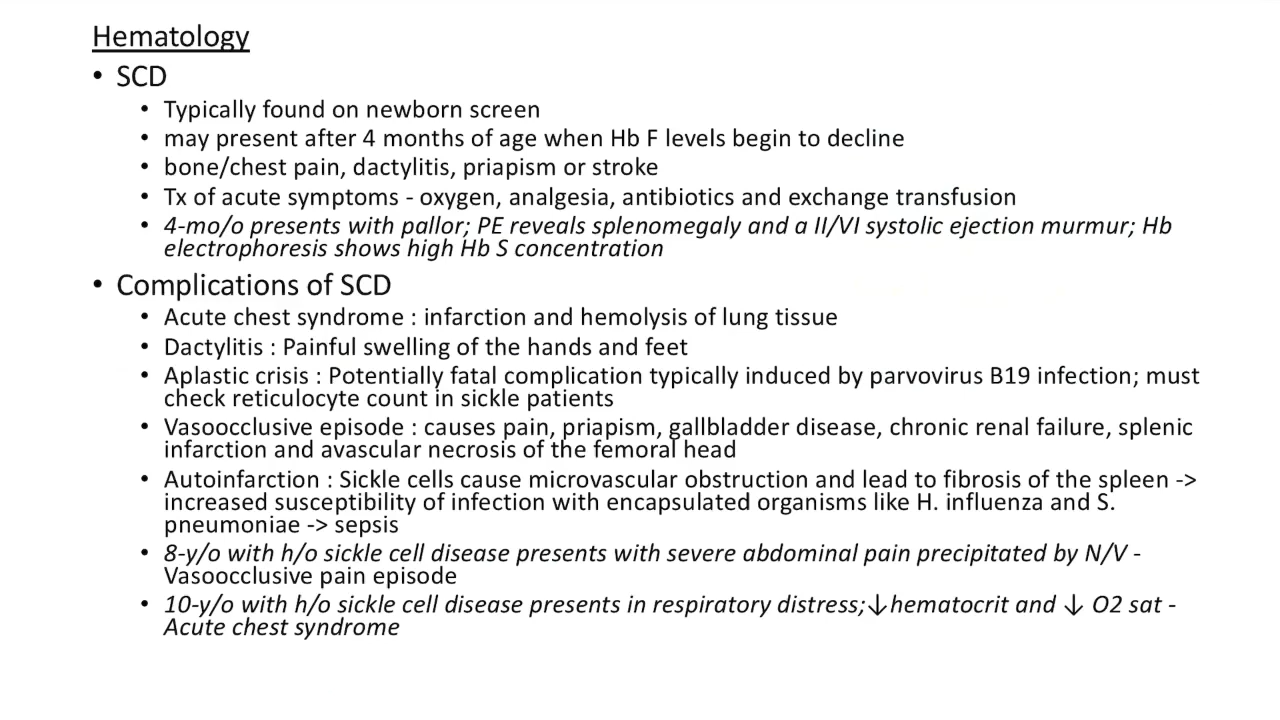 Hematology
• SCD
• Typically found on newborn screen
• may present after 4 months of age when Hb F levels begin to decline
• bone/chest pain, dactylitis, priapism or stroke
• Tx of acute symptoms - oxygen, analgesia, antibiotics and exchange transfusion
• 4-mo/o presents with pallor; PE reveals splenomegaly and a II/VI systolic ejection murmur; Hb
electrophoresis shows high Hb S concentration
• Complications of SCD
• Acute chest syndrome : infarction and hemolysis of lung tissue
• Dactylitis : Painful swelling of the hands and feet
• Aplastic crisis : Potentially fatal complication typically induced by parvovirus B19 infection; must
check reticulocyte count in sickle patients
• Vasoocclusive episode : causes pain, priapism, gallbladder disease, chronic renal failure, splenic
infarction and avascular necrosis of the femoral head
• Autoinfarction : Sickle cells cause microvascular obstruction and lead to fibrosis of the spleen ->
increased susceptibility of infection with encapsulated organisms like H. influenza and S.
pneumoniae -> sepsis
• 8-y/o with h/o sickle cell disease presents with severe abdominal pain precipitated by N/V -
Vasoocclusive pain episode
• 10-y/o with h/o sickle cell disease presents in respiratory distress;↓hematocrit and ↓ O2 sat -
Acute chest syndrome